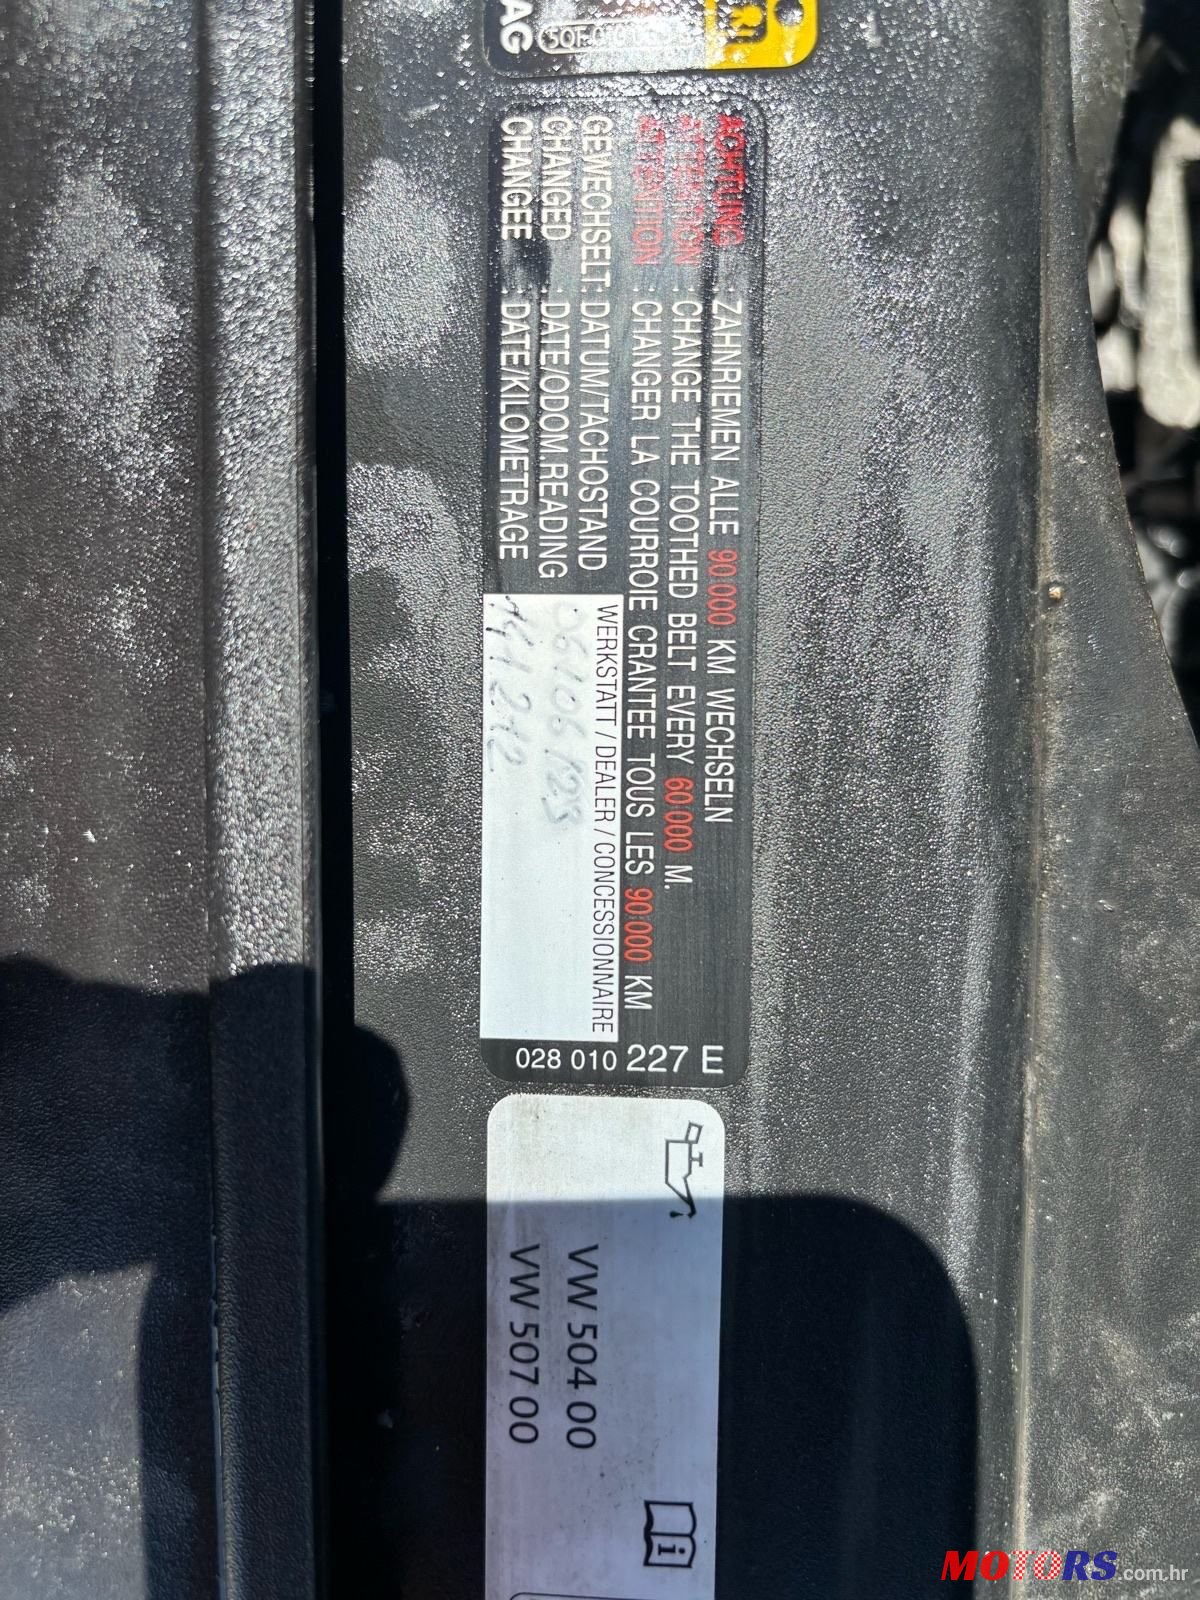 AG
ACHTUNG : ZAHNRIEMEN ALLE 90 000 KM WECHSELN
ATTENTION : CHANGE THE TOOTHED BELT EVERY 60 000 M.
ATTENTION : CHANGER LA COURROIE CRANTEE TOUS LES 90 000 KM
GEWECHSELT: DATUM/TACHOSTAND
CHANGED : DATE/ODOM.READING
CHANGEE : DATE/KILOMETRAGE
WERKSTATT / DEALER / CONCESSIONNAIRE
06/06/23
028 010 227 E
VW 504 00
VW 507 00
MOTORS.com.hr